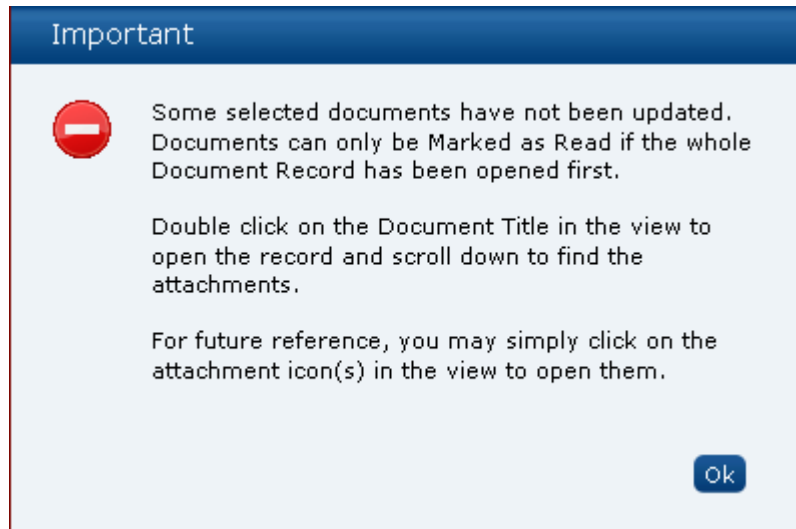 Important
Some selected documents have not been updated.
Documents can only be Marked as Read if the whole
Document Record has been opened first.
Double click on the Document Title in the view to
open the record and scroll down to find the
attachments.
For future reference, you may simply click on the
attachment icon(s) in the view to open them.
Ok